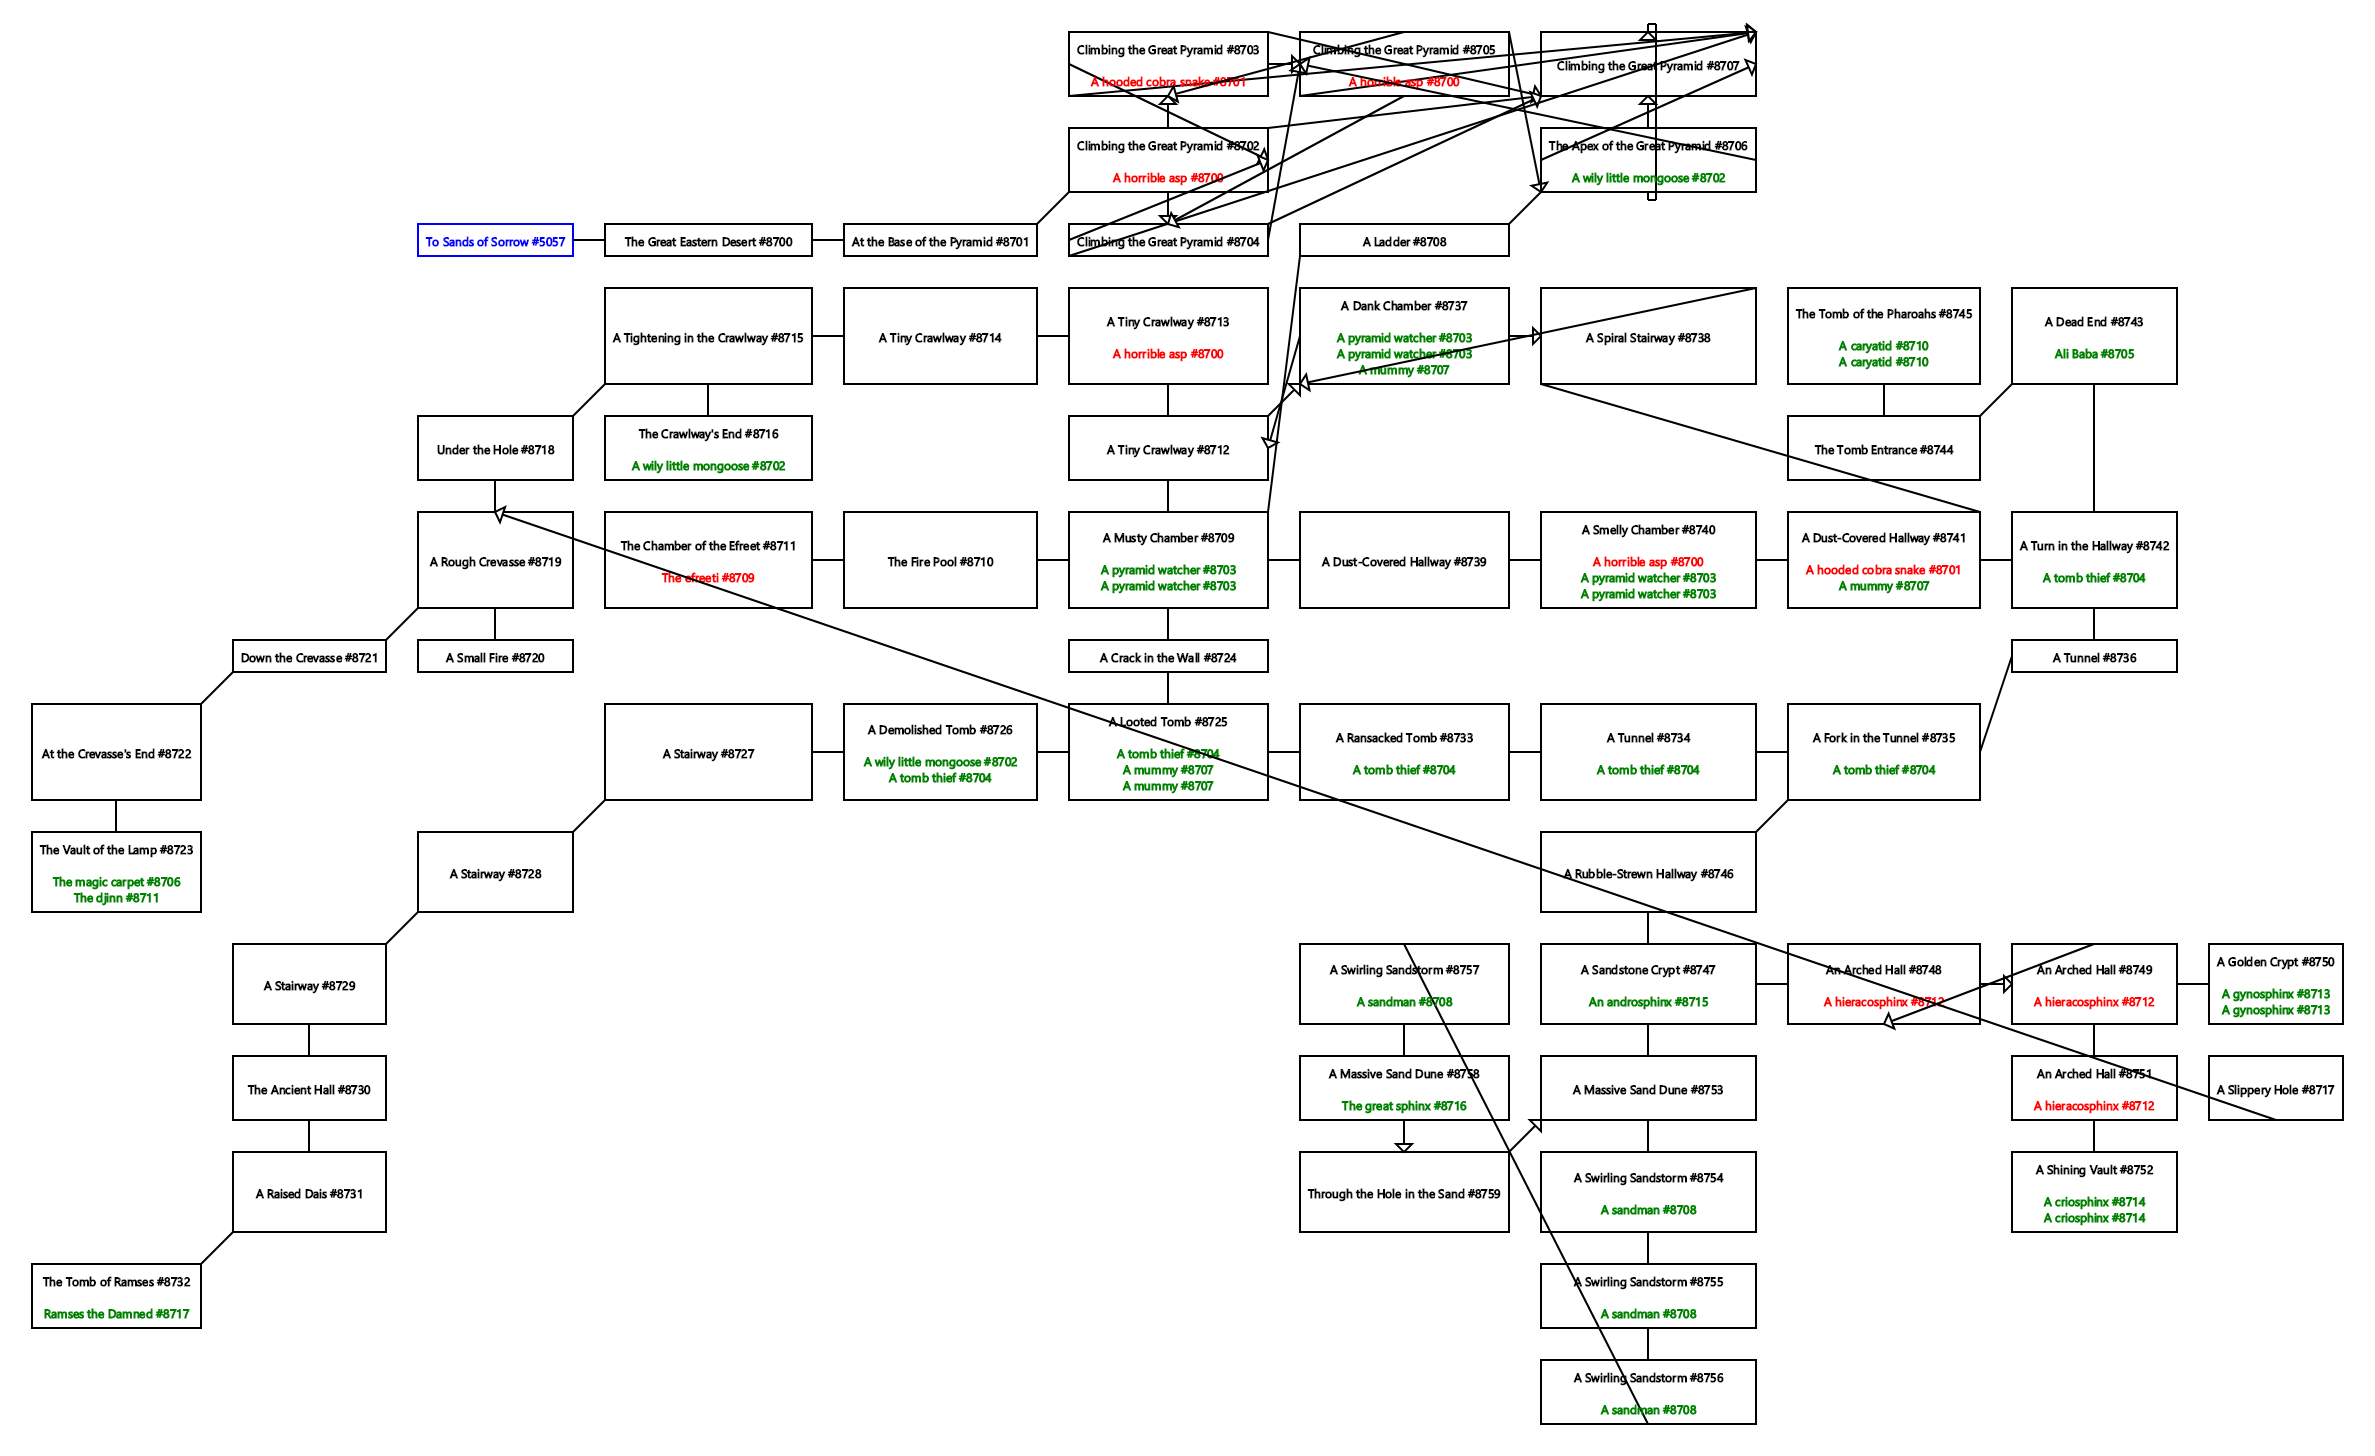 Climbing the Great Pyramid #8703
A hooded cobra snake #8701
Climbing the Great Pyramid #8705
A horrible asp #8700
Climbing the Great Pyramid #8707
Climbing the Great Pyramid #8702
A horrible asp #8700
The Apex of the Great Pyramid #8706
A wily little mongoose #8702
To Sands of Sorrow #5057
The Great Eastern Desert #8700
At the Base of the Pyramid #8701
Climbing the Great Pyramid #8704
A Ladder #8708
A Tightening in the Crawlway #8715
A Tiny Crawlway #8714
A Tiny Crawlway #8713
A horrible asp #8700
A Dank Chamber #8737
A pyramid watcher #8703
A pyramid watcher #8703
A mummy #8707
A Spiral Stairway #8738
The Tomb of the Pharoahs #8745
A caryatid #8710
A caryatid #8710
A Dead End #8743
Ali Baba #8705
Under the Hole #8718
The Crawlway's End #8716
A wily little mongoose #8702
A Tiny Crawlway #8712
The Tomb Entrance #8744
A Rough Crevasse #8719
The Chamber of the Efreet #8711
The efreeti #8709
The Fire Pool #8710
A Musty Chamber #8709
A pyramid watcher #8703
A pyramid watcher #8703
A Dust-Covered Hallway #8739
A Smelly Chamber #8740
A horrible asp #8700
A pyramid watcher #8703
A pyramid watcher #8703
A Dust-Covered Hallway #8741
A hooded cobra snake #8701
A mummy #8707
A Turn in the Hallway #8742
A tomb thief #8704
Down the Crevasse #8721
A Small Fire #8720
A Crack in the Wall #8724
A Tunnel #8736
At the Crevasse's End #8722
A Stairway #8727
A Demolished Tomb #8726
A wily little mongoose #8702
A tomb thief #8704
A Looted Tomb #8725
A tomb thief #8704
A mummy #8707
A mummy #8707
A Ransacked Tomb #8733
A tomb thief #8704
A Tunnel #8734
A tomb thief #8704
A Fork in the Tunnel #8735
A tomb thief #8704
The Vault of the Lamp #8723
The magic carpet #8706
The djinn #8711
A Stairway #8728
A Rubble-Strewn Hallway #8746
A Stairway #8729
A Swirling Sandstorm #8757
A sandman #8708
A Sandstone Crypt #8747
An androsphinx #8715
An Arched Hall #8748
A hieracosphinx #8712
An Arched Hall #8749
A hieracosphinx #8712
A Golden Crypt #8750
A gynosphinx #8713
A gynosphinx #8713
The Ancient Hall #8730
A Massive Sand Dune #8758
The great sphinx #8716
A Massive Sand Dune #8753
An Arched Hall #8751
A hieracosphinx #8712
A Slippery Hole #8717
A Raised Dais #8731
Through the Hole in the Sand #8759
A Swirling Sandstorm #8754
A sandman #8708
A Shining Vault #8752
A criosphinx #8714
A criosphinx #8714
The Tomb of Ramses #8732
Ramses the Damned #8717
A Swirling Sandstorm #8755
A sandman #8708
A Swirling Sandstorm #8756
A sandman #8708